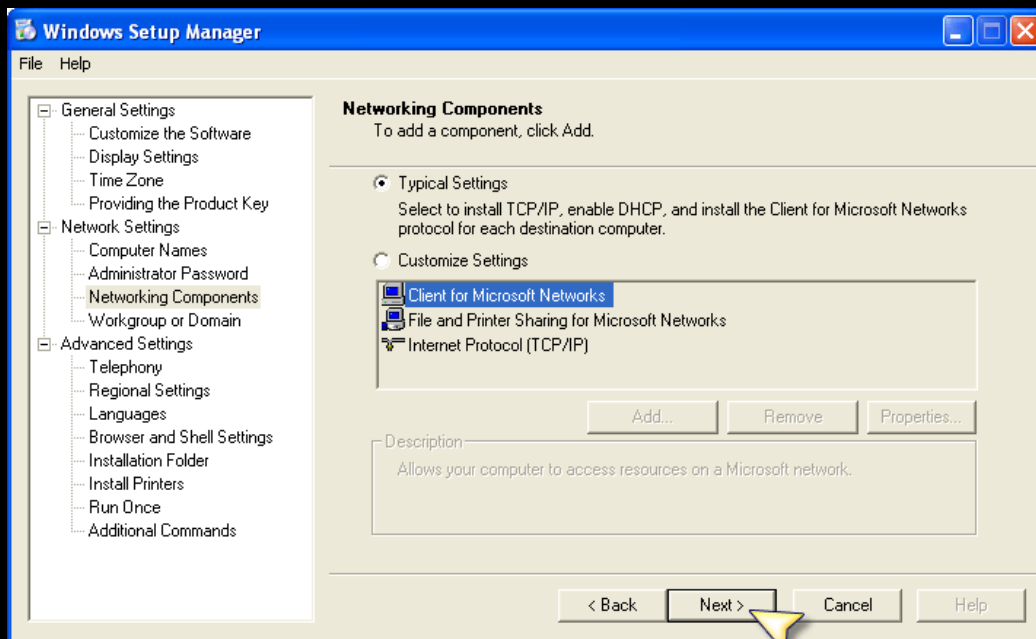 Windows Setup Manager
File Help
General Settings
Customize the Software
Display Settings
Time Zone
Providing the Product Key
Network Settings
Computer Names
Administrator Password
Networking Components
Workgroup or Domain
Advanced Settings
Telephony
Regional Settings
Languages
Browser and Shell Settings
Installation Folder
Install Printers
Run Once
Additional Commands
Networking Components
To add a component, click Add.
Typical Settings
Select to install TCP/IP, enable DHCP, and install the Client for Microsoft Networks
protocol for each destination computer.
Customize Settings
Client for Microsoft Networks
File and Printer Sharing for Microsoft Networks
Internet Protocol (TCP/IP)
Add... Remove Properties...
Description
Allows your computer to access resources on a Microsoft network.
< Back Next > Cancel Help